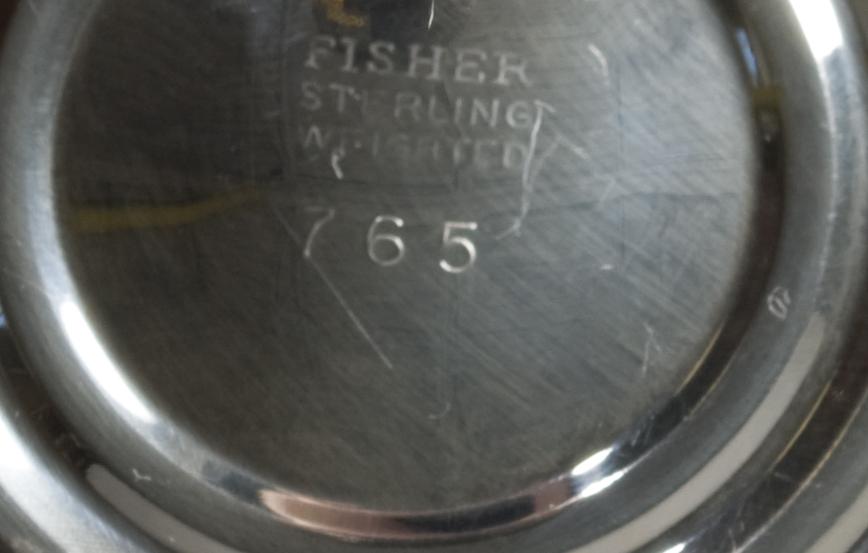 FISHER
STERLING
WEIGHTED
765